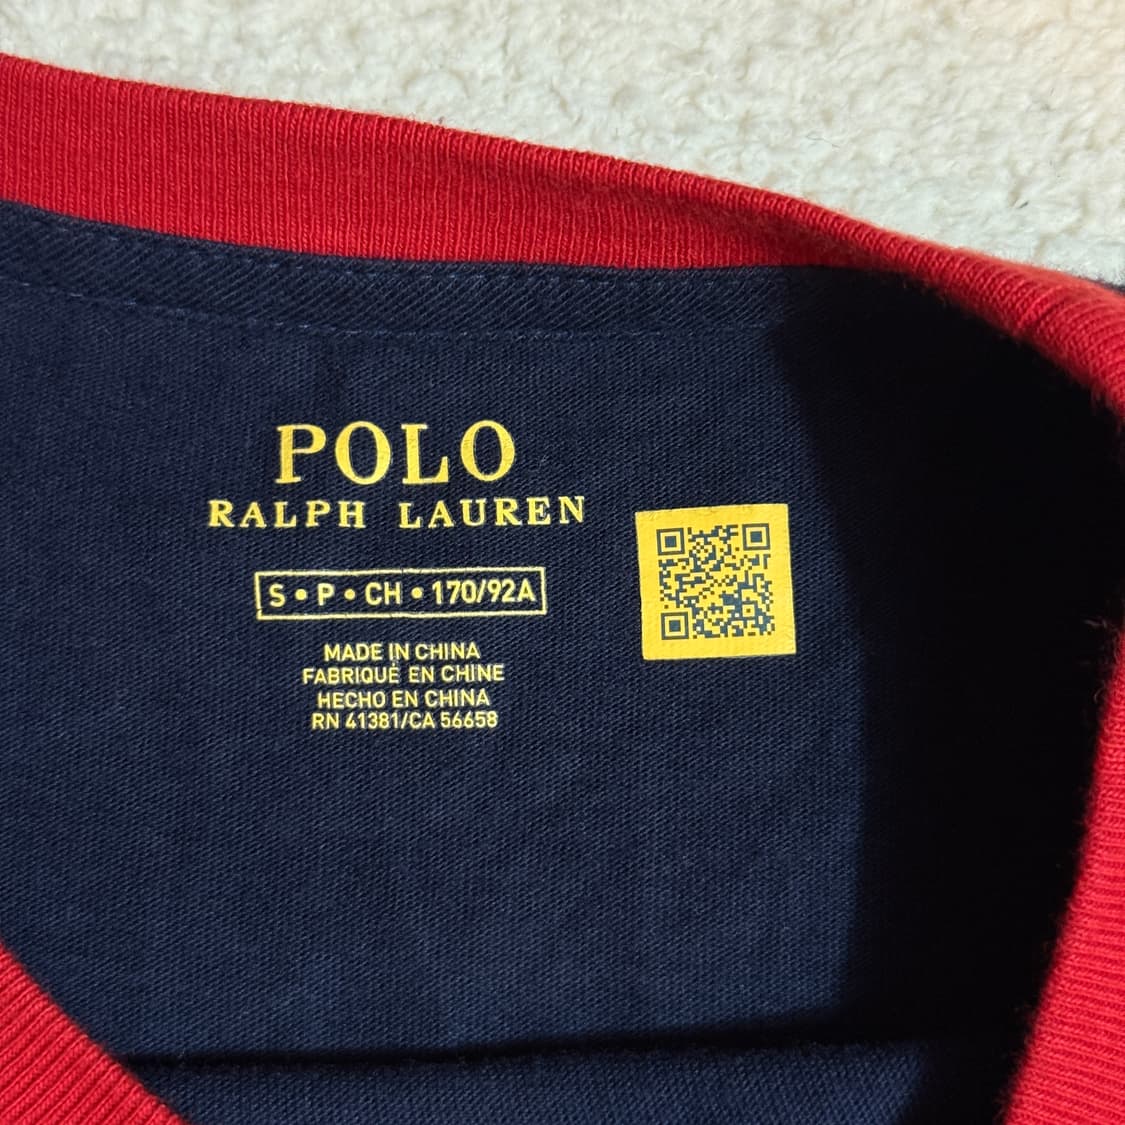 POLO
RALPH LAUREN
S • P • CH • 170/92A
MADE IN CHINA
FABRIQUÉ EN CHINE
HECHO EN CHINA
RN 41381/CA 56658